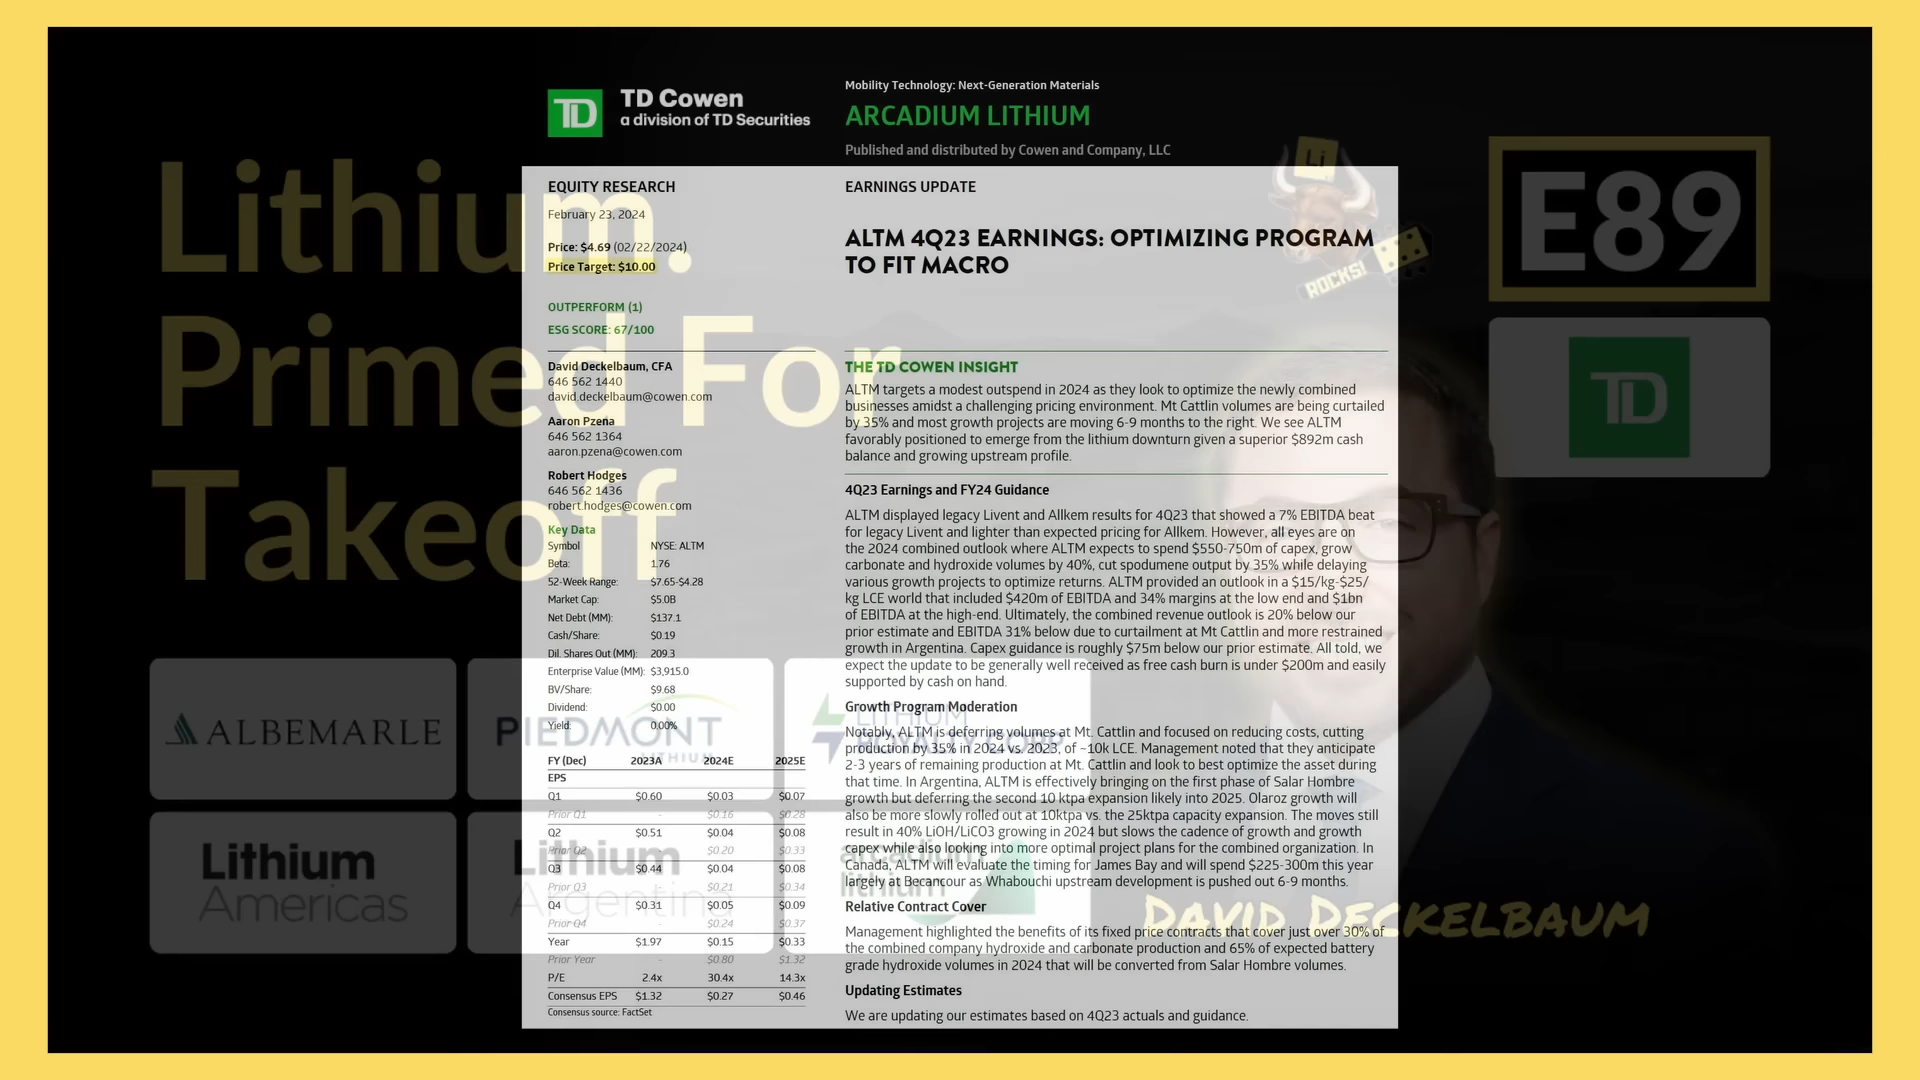 Lithium.
Primed For
Takeoff
E89
Li
ROCKS!
TD
ALBEMARLE
PIEDMONT
LITHIUM
LITHIUM
ROYALTY CORP
Lithium
Americas
Lithium
Argentina
arcadium
lithium
DAVID DECKELBAUM
TD
TD Cowen
a division of TD Securities
Mobility Technology: Next-Generation Materials
ARCADIUM LITHIUM
Published and distributed by Cowen and Company, LLC
EQUITY RESEARCH
February 23, 2024
Price: $4.69 (02/22/2024)
Price Target: $10.00
OUTPERFORM (1)
ESG SCORE: 67/100
David Deckelbaum, CFA
646 562 1440
david.deckelbaum@cowen.com
Aaron Pzena
646 562 1364
aaron.pzena@cowen.com
Robert Hodges
646 562 1436
robert.hodges@cowen.com
Key Data
Symbol NYSE: ALTM
Beta: 1.76
52-Week Range: $7.65-$4.28
Market Cap: $5.0B
Net Debt (MM): $137.1
Cash/Share: $0.19
Dil. Shares Out (MM): 209.3
Enterprise Value (MM): $3,915.0
BV/Share: $9.68
Dividend: $0.00
Yield: 0.00%
FY (Dec) 2023A 2024E 2025E
EPS
Q1 $0.60 $0.03 $0.07
Prior Q1 - $0.16 $0.28
Q2 $0.51 $0.04 $0.08
Prior Q2 - $0.20 $0.33
Q3 $0.44 $0.04 $0.08
Prior Q3 - $0.21 $0.34
Q4 $0.31 $0.05 $0.09
Prior Q4 - $0.24 $0.37
Year $1.97 $0.15 $0.33
Prior Year - $0.80 $1.32
P/E 2.4x 30.4x 14.3x
Consensus EPS $1.32 $0.27 $0.46
Consensus source: FactSet
EARNINGS UPDATE
ALTM 4Q23 EARNINGS: OPTIMIZING PROGRAM
TO FIT MACRO
THE TD COWEN INSIGHT
ALTM targets a modest outspend in 2024 as they look to optimize the newly combined
businesses amidst a challenging pricing environment. Mt Cattlin volumes are being curtailed
by 35% and most growth projects are moving 6-9 months to the right. We see ALTM
favorably positioned to emerge from the lithium downturn given a superior $892m cash
balance and growing upstream profile.
4Q23 Earnings and FY24 Guidance
ALTM displayed legacy Livent and Allkem results for 4Q23 that showed a 7% EBITDA beat
for legacy Livent and lighter than expected pricing for Allkem. However, all eyes are on
the 2024 combined outlook where ALTM expects to spend $550-750m of capex, grow
carbonate and hydroxide volumes by 40%, cut spodumene output by 35% while delaying
various growth projects to optimize returns. ALTM provided an outlook in a $15/kg-$25/
kg LCE world that included $420m of EBITDA and 34% margins at the low end and $1bn
of EBITDA at the high-end. Ultimately, the combined revenue outlook is 20% below our
prior estimate and EBITDA 31% below due to curtailment at Mt Cattlin and more restrained
growth in Argentina. Capex guidance is roughly $75m below our prior estimate. All told, we
expect the update to be generally well received as free cash burn is under $200m and easily
supported by cash on hand.
Growth Program Moderation
Notably, ALTM is deferring volumes at Mt. Cattlin and focused on reducing costs, cutting
production by 35% in 2024 vs. 2023, of ~10k LCE. Management noted that they anticipate
2-3 years of remaining production at Mt. Cattlin and look to best optimize the asset during
that time. In Argentina, ALTM is effectively bringing on the first phase of Salar Hombre
growth but deferring the second 10 ktpa expansion likely into 2025. Olaroz growth will
also be more slowly rolled out at 10ktpa vs. the 25ktpa capacity expansion. The moves still
result in 40% LiOH/LiCO3 growing in 2024 but slows the cadence of growth and growth
capex while also looking into more optimal project plans for the combined organization. In
Canada, ALTM will evaluate the timing for James Bay and will spend $225-300m this year
largely at Becancour as Whabouchi upstream development is pushed out 6-9 months.
Relative Contract Cover
Management highlighted the benefits of its fixed price contracts that cover just over 30% of
the combined company hydroxide and carbonate production and 65% of expected battery
grade hydroxide volumes in 2024 that will be converted from Salar Hombre volumes.
Updating Estimates
We are updating our estimates based on 4Q23 actuals and guidance.